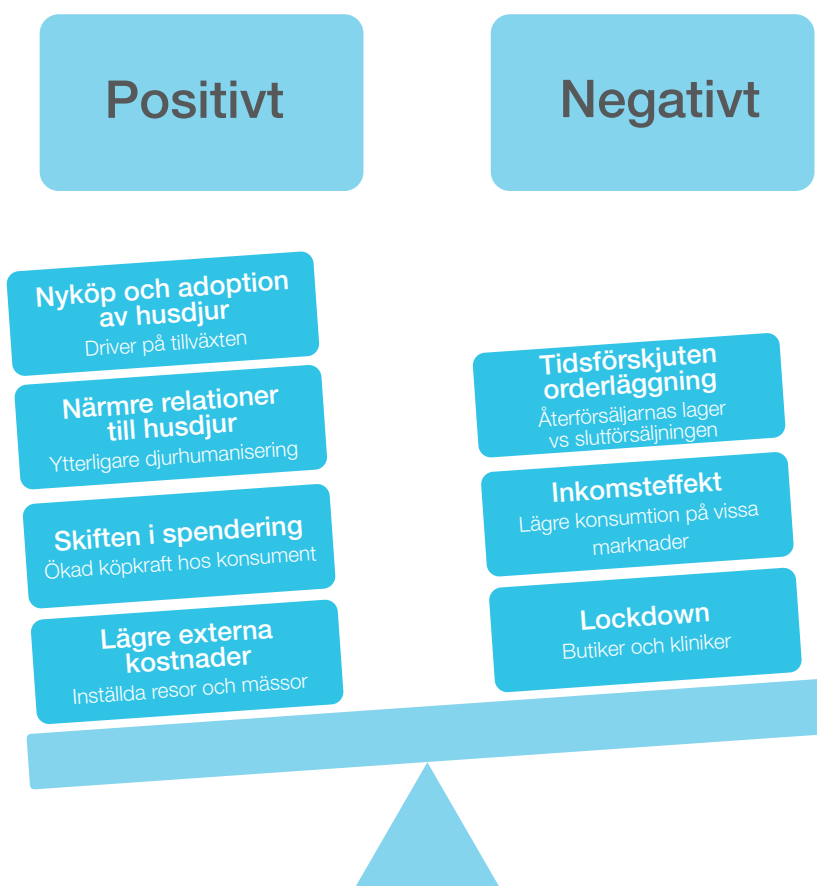 Positivt
Negativt
Nyköp och adoption
av husdjur
Driver på tillväxten
Närmre relationer
till husdjur
Ytterligare djurhumanisering
Skiften i spendering
Ökad köpkraft hos konsument
Lägre externa
kostnader
Inställda resor och mässor
Tidsförskjuten
orderläggning
Återförsäljarnas lager
vs slutförsäljningen
Inkomsteffekt
Lägre konsumtion på vissa
marknader
Lockdown
Butiker och kliniker